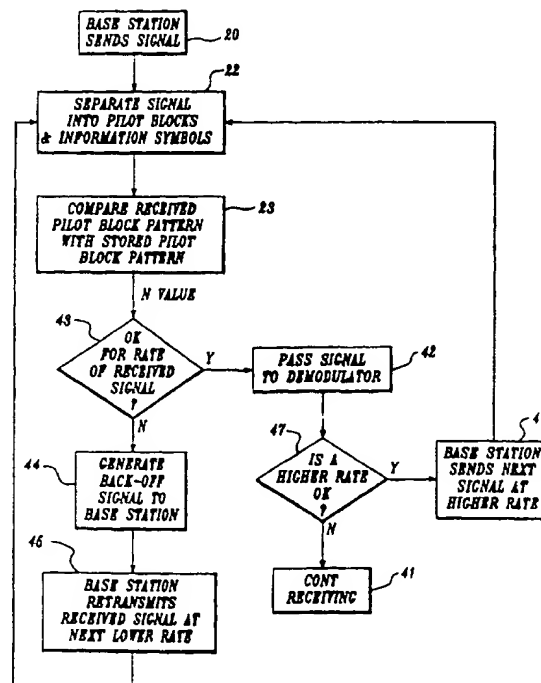 BASE STATION
SENDS SIGNAL
20
22
SEPARATE SIGNAL
INTO PILOT BLOCKS
& INFORMATION SYMBOLS
23
COMPARE RECEIVED
PILOT BLOCK PATTERN
WITH STORED PILOT
BLOCK PATTERN
N VALUE
43
OK
FOR RATE
OF RECEIVED
SIGNAL
?
Y
N
42
PASS SIGNAL
TO DEMODULATOR
47
IS A
HIGHER RATE
OK
?
Y
N
4
BASE STATION
SENDS NEXT
SIGNAL AT
HIGHER RATE
44
GENERATE
BACK-OFF
SIGNAL TO
BASE STATION
CONT
RECEIVING
41
BASE STATION
RETRANSMITS
RECEIVED SIGNAL AT
NEXT LOWER RATE